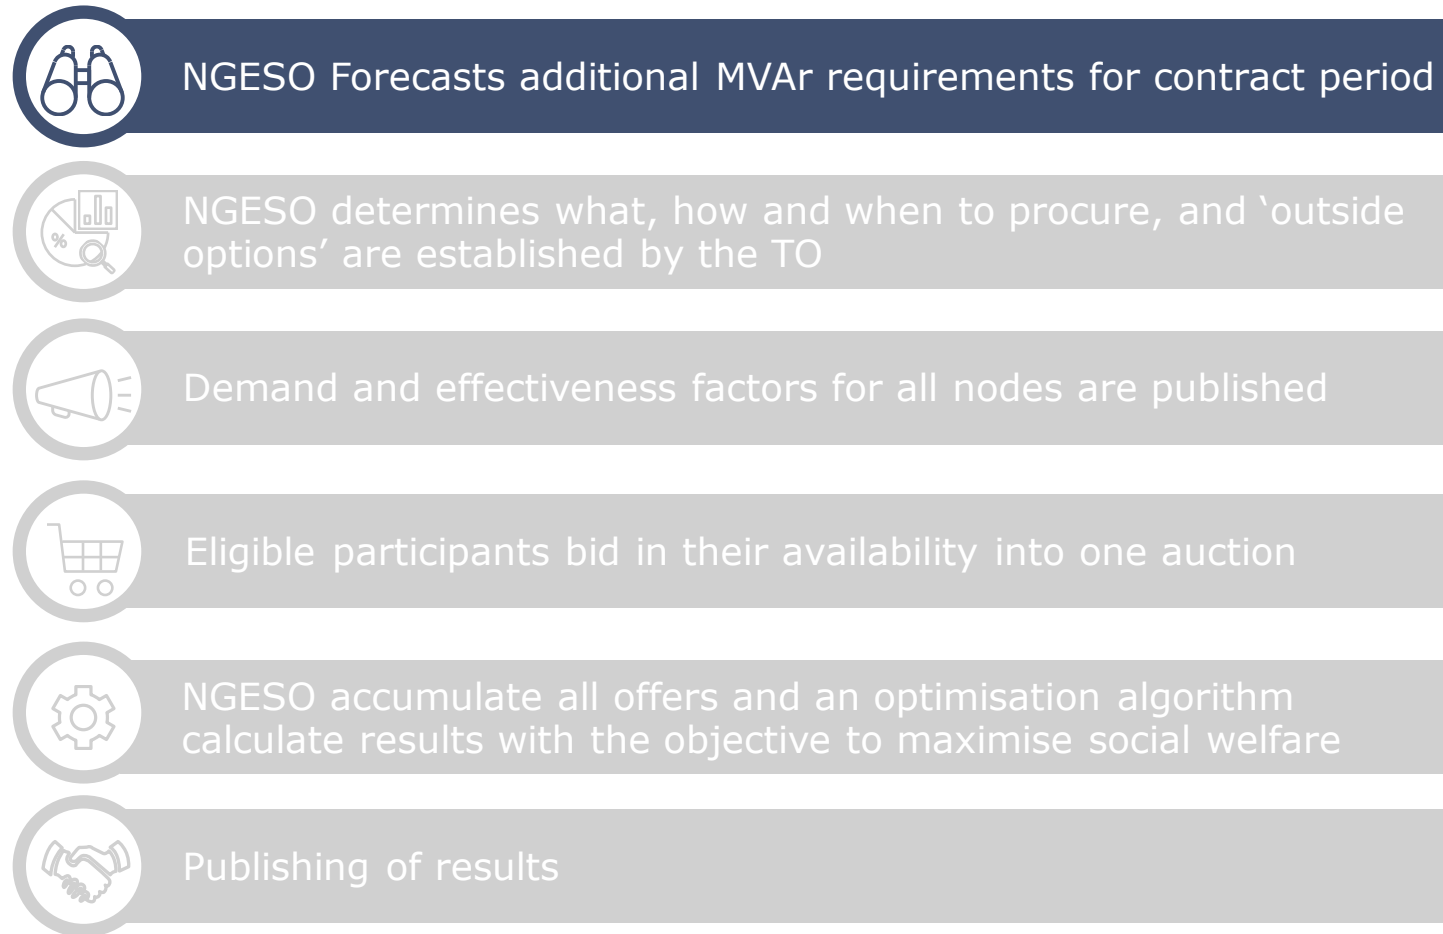 NGESO Forecasts additional MVAr requirements for contract period
%
NGESO determines what, how and when to procure, and ‘outside
options’ are established by the TO
Demand and effectiveness factors for all nodes are published
Eligible participants bid in their availability into one auction
NGESO accumulate all offers and an optimisation algorithm
calculate results with the objective to maximise social welfare
Publishing of results